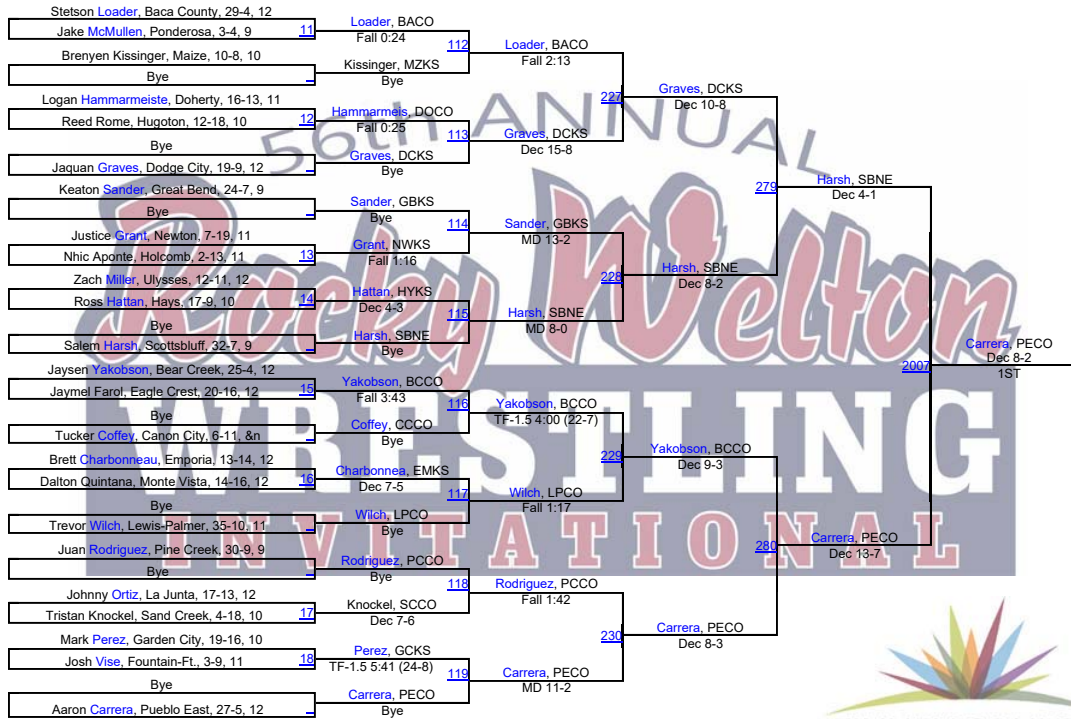 Stetson Loader, Baca County, 29-4, 12
Jake McMullen, Ponderosa, 3-4, 9
11
Brenyen Kissinger, Maize, 10-8, 10
Bye
Logan Hammarmeiste, Doherty, 16-13, 11
Reed Rome, Hugoton, 12-18, 10
12
Bye
Jaquan Graves, Dodge City, 19-9, 12
Keaton Sander, Great Bend, 24-7, 9
Bye
Justice Grant, Newton, 7-19, 11
Nhic Aponte, Holcomb, 2-13, 11
13
Zach Miller, Ulysses, 12-11, 12
Ross Hattan, Hays, 17-9, 10
14
Bye
Salem Harsh, Scottsbluff, 32-7, 9
Jaysen Yakobson, Bear Creek, 25-4, 12
Jaymel Farol, Eagle Crest, 20-16, 12
15
Bye
Tucker Coffey, Canon City, 6-11, &n
Brett Charbonneau, Emporia, 13-14, 12
Dalton Quintana, Monte Vista, 14-16, 12
16
Bye
Trevor Wilch, Lewis-Palmer, 35-10, 11
Juan Rodriguez, Pine Creek, 30-9, 9
Bye
Johnny Ortiz, La Junta, 17-13, 12
Tristan Knockel, Sand Creek, 4-18, 10
17
Mark Perez, Garden City, 19-16, 10
Josh Vise, Fountain-Ft., 3-9, 11
18
Bye
Aaron Carrera, Pueblo East, 27-5, 12
Loader, BACO
Fall 0:24
112
Kissinger, MZKS
Bye
Hammarmeis, DOCO
Fall 0:25
113
Graves, DCKS
Bye
Sander, GBKS
Bye
114
Grant, NWKS
Fall 1:16
Hattan, HYKS
Dec 4-3
115
Harsh, SBNE
Bye
Yakobson, BCCO
Fall 3:43
116
Coffey, CCCO
Bye
Charbonnea, EMKS
Dec 7-5
117
Wilch, LPCO
Bye
Rodriguez, PCCO
Bye
118
Knockel, SCCO
Dec 7-6
Perez, GCKS
TF-1.5 5:41 (24-8)
119
Carrera, PECO
Bye
Loader, BACO
Fall 2:13
227
Graves, DCKS
Dec 15-8
Sander, GBKS
MD 13-2
228
Harsh, SBNE
MD 8-0
Yakobson, BCCO
TF-1.5 4:00 (22-7)
229
Wilch, LPCO
Fall 1:17
Rodriguez, PCCO
Fall 1:42
230
Carrera, PECO
MD 11-2
Graves, DCKS
Dec 10-8
279
Harsh, SBNE
Dec 8-2
Yakobson, BCCO
Dec 9-3
280
Carrera, PECO
Dec 8-3
Harsh, SBNE
Dec 4-1
2007
Carrera, PECO
Dec 13-7
Carrera, PECO
Dec 8-2
1ST
56th ANNUAL
Rocky Welton
WRESTLING
INVITATIONAL